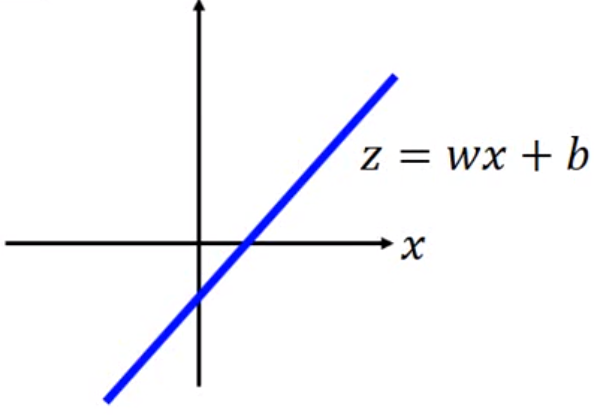 z = wx + b
x